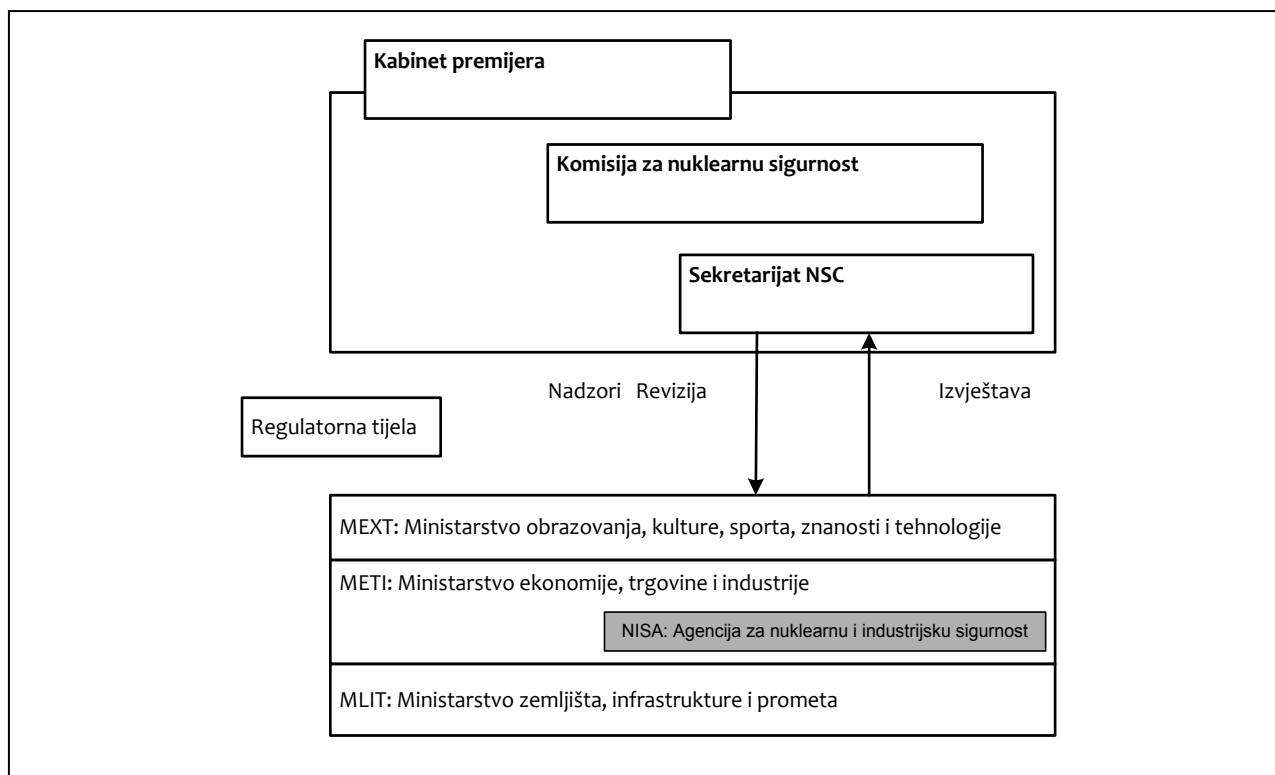 Kabinet premijera
Komisija za nuklearnu sigurnost
Sekretarijat NSC
Nadzori Revizija
Izvještava
Regulatorna tijela
MEXT: Ministarstvo obrazovanja, kulture, sporta, znanosti i tehnologije
METI: Ministarstvo ekonomije, trgovine i industrije
NISA: Agencija za nuklearnu i industrijsku sigurnost
MLIT: Ministarstvo zemljišta, infrastrukture i prometa